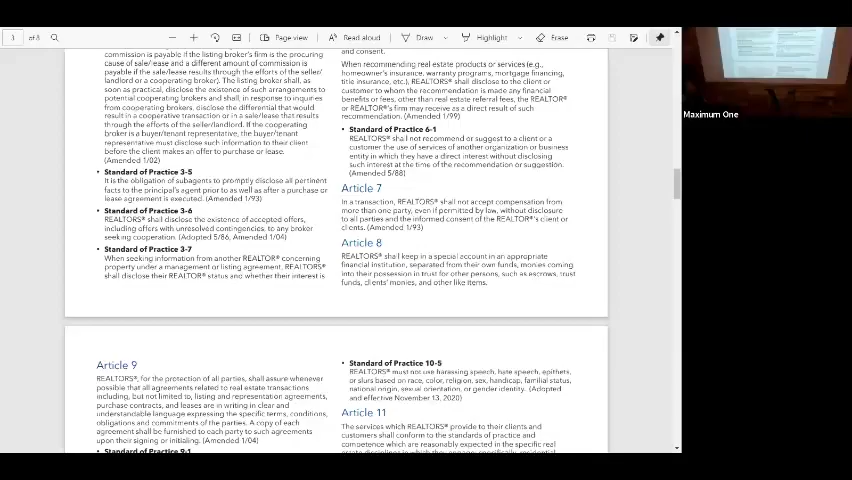 3 of 8
Page view
Read aloud
Draw
Highlight
Erase
Maximum One
commission is payable if the listing broker's firm is the procuring
cause of sale/lease and a different amount of commission is
payable if the sale/lease results through the efforts of the seller/
landlord or a cooperating broker). The listing broker shall, as
soon as practical, disclose the existence of such arrangements to
potential cooperating brokers and shall, in response to inquiries
from cooperating brokers, disclose the differential that would
result in a cooperative transaction or in a sale/lease that results
through the efforts of the seller/landlord. If the cooperating
broker is a buyer/tenant representative, the buyer/tenant
representative must disclose such information to their client
before the client makes an offer to purchase or lease.
(Amended 1/02)
• Standard of Practice 3-5
It is the obligation of subagents to promptly disclose all pertinent
facts to the principal's agent prior to as well as after a purchase or
lease agreement is executed. (Amended 1/93)
• Standard of Practice 3-6
REALTORS® shall disclose the existence of accepted offers,
including offers with unresolved contingencies, to any broker
seeking cooperation. (Adopted 5/86, Amended 1/04)
• Standard of Practice 3-7
When seeking information from another REALTOR® concerning
property under a management or listing agreement, REALTORS®
shall disclose their REALTOR® status and whether their interest is
and consent.
When recommending real estate products or services (e.g.,
homeowner's insurance, warranty programs, mortgage financing,
title insurance, etc.), REALTORS® shall disclose to the client or
customer to whom the recommendation is made any financial
benefits or fees, other than real estate referral fees, the REALTOR®
or REALTOR®'s firm may receive as a direct result of such
recommendation. (Amended 1/99)
• Standard of Practice 6-1
REALTORS® shall not recommend or suggest to a client or a
customer the use of services of another organization or business
entity in which they have a direct interest without disclosing
such interest at the time of the recommendation or suggestion.
(Amended 5/88)
Article 7
In a transaction, REALTORS® shall not accept compensation from
more than one party, even if permitted by law, without disclosure
to all parties and the informed consent of the REALTOR®'s client or
clients. (Amended 1/93)
Article 8
REALTORS® shall keep in a special account in an appropriate
financial institution, separated from their own funds, monies coming
into their possession in trust for other persons, such as escrows, trust
funds, clients' monies, and other like items.
Article 9
REALTORS®, for the protection of all parties, shall assure whenever
possible that all agreements related to real estate transactions
including, but not limited to, listing and representation agreements,
purchase contracts, and leases are in writing in clear and
understandable language expressing the specific terms, conditions,
obligations and commitments of the parties. A copy of each
agreement shall be furnished to each party to such agreements
upon their signing or initialing. (Amended 1/04)
• Standard of Practice 9-1
• Standard of Practice 10-5
REALTORS® must not use harassing speech, hate speech, epithets,
or slurs based on race, color, religion, sex, handicap, familial status,
national origin, sexual orientation, or gender identity. (Adopted
and effective November 13, 2020)
Article 11
The services which REALTORS® provide to their clients and
customers shall conform to the standards of practice and
competence which are reasonably expected in the specific real
estate disciplines in which they engage; specifically, residential